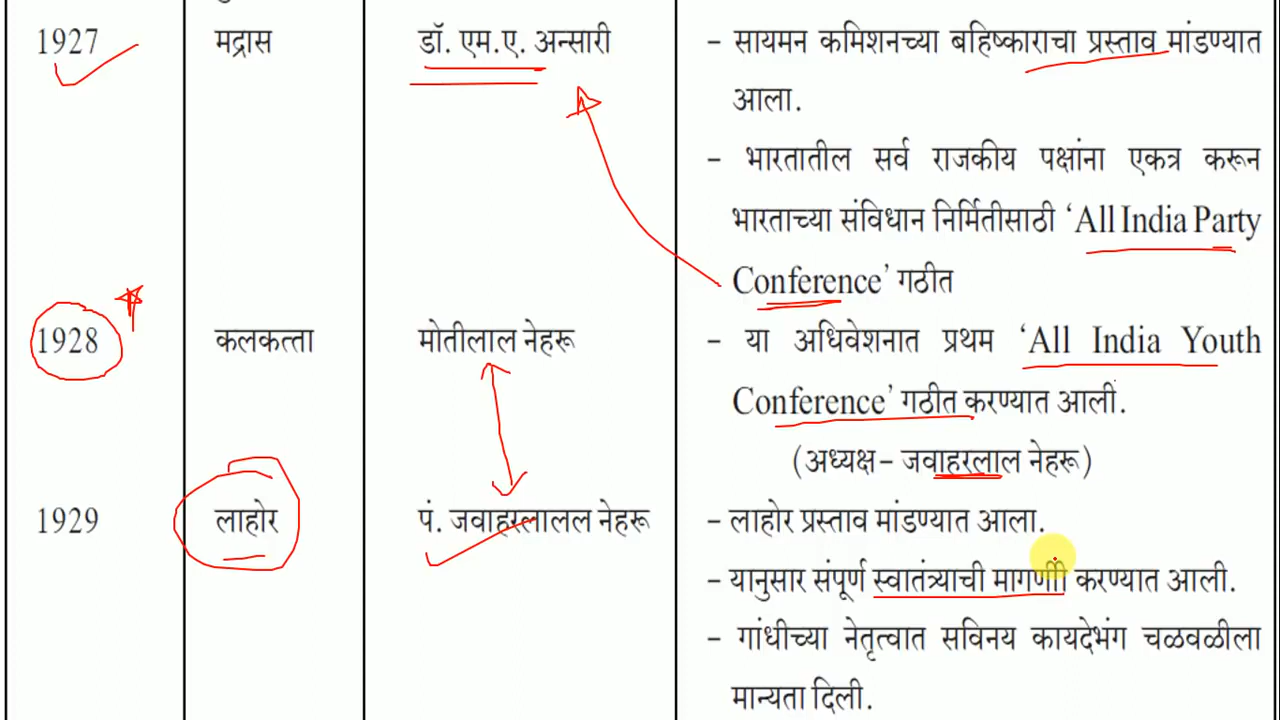 1927 मद्रास डॉ. एम.ए. अन्सारी – सायमन कमिशनच्या बहिष्काराचा प्रस्ताव मांडण्यात
आला.
– भारतातील सर्व राजकीय पक्षांना एकत्र करून
भारताच्या संविधान निर्मितीसाठी ‘All India Party
Conference’ गठीत
1928 कलकत्ता मोतीलाल नेहरू – या अधिवेशनात प्रथम ‘All India Youth
Conference’ गठीत करण्यात आली.
(अध्यक्ष– जवाहरलाल नेहरू)
1929 लाहोर पं. जवाहरलालल नेहरू – लाहोर प्रस्ताव मांडण्यात आला.
– यानुसार संपूर्ण स्वातंत्र्याची मागणी करण्यात आली.
– गांधीच्या नेतृत्वात सविनय कायदेभंग चळवळीला
मान्यता दिली.